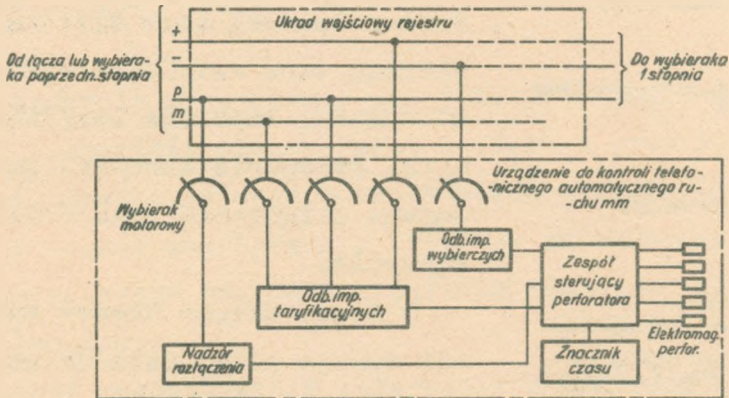 Układ wejściowy rejestru
+
Od łącza lub wybiera-
ka poprzedn. stopnia
-
Do wybieraka
1 stopnia
p
m
Urządzenie do kontroli telefo-
-nicznego automatycznego ru-
-chu mm
Wybierak
motorowy
Odb. imp.
wybierczych
Zespół
sterujący
perforatora
Odb. imp.
taryfikacyjnych
Elektromag.
perfor.
Nadzór
rozłączenia
Znacznik
czasu